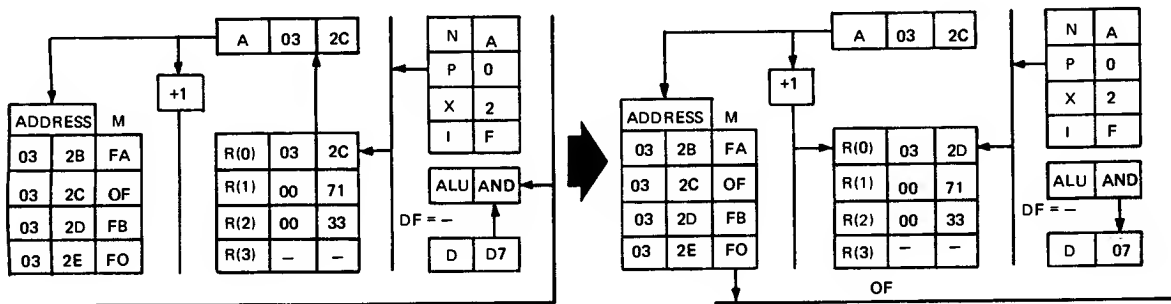 A 03 2C
+1
ADDRESS M
03 2B FA
03 2C OF
03 2D FB
03 2E FO
R(0) 03 2C
R(1) 00 71
R(2) 00 33
R(3) – –
N A
P 0
X 2
I F
ALU AND
DF = –
D D7
A 03 2C
+1
ADDRESS M
03 2B FA
03 2C OF
03 2D FB
03 2E FO
R(0) 03 2D
R(1) 00 71
R(2) 00 33
R(3) – –
N A
P 0
X 2
I F
ALU AND
DF = –
D 07
OF